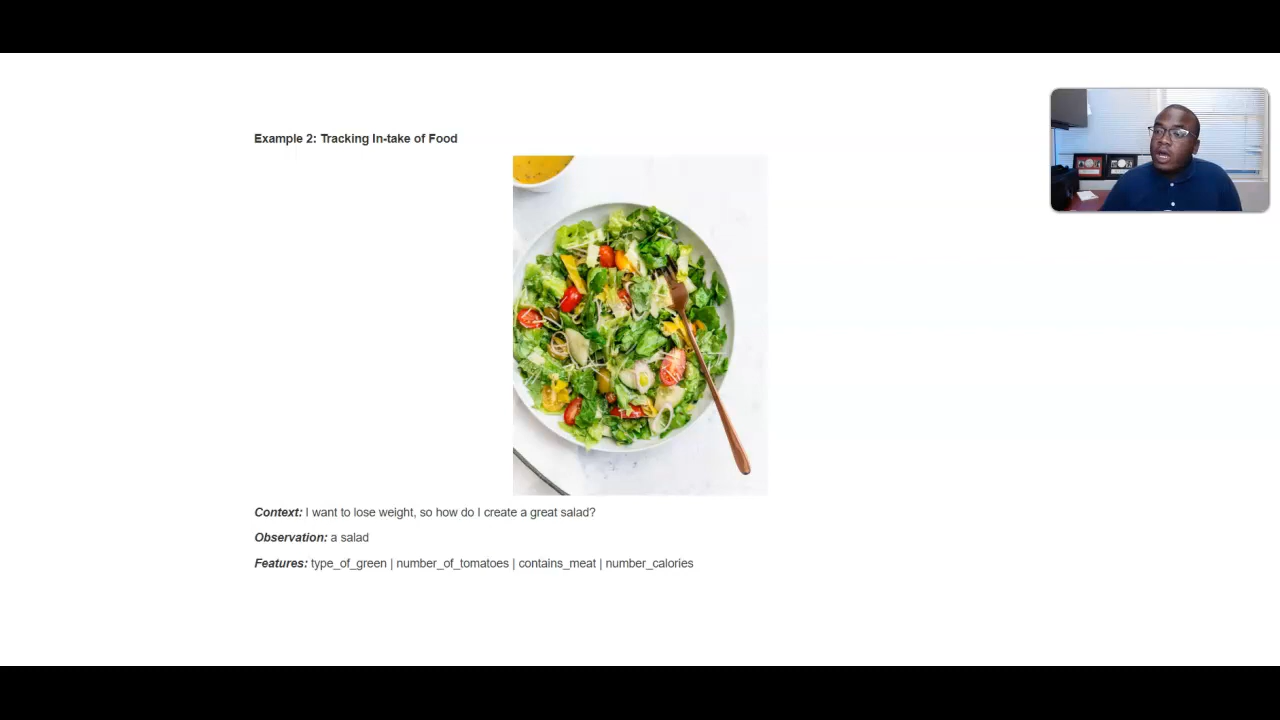 Example 2: Tracking In-take of Food
Context: I want to lose weight, so how do I create a great salad?
Observation: a salad
Features: type_of_green | number_of_tomatoes | contains_meat | number_calories